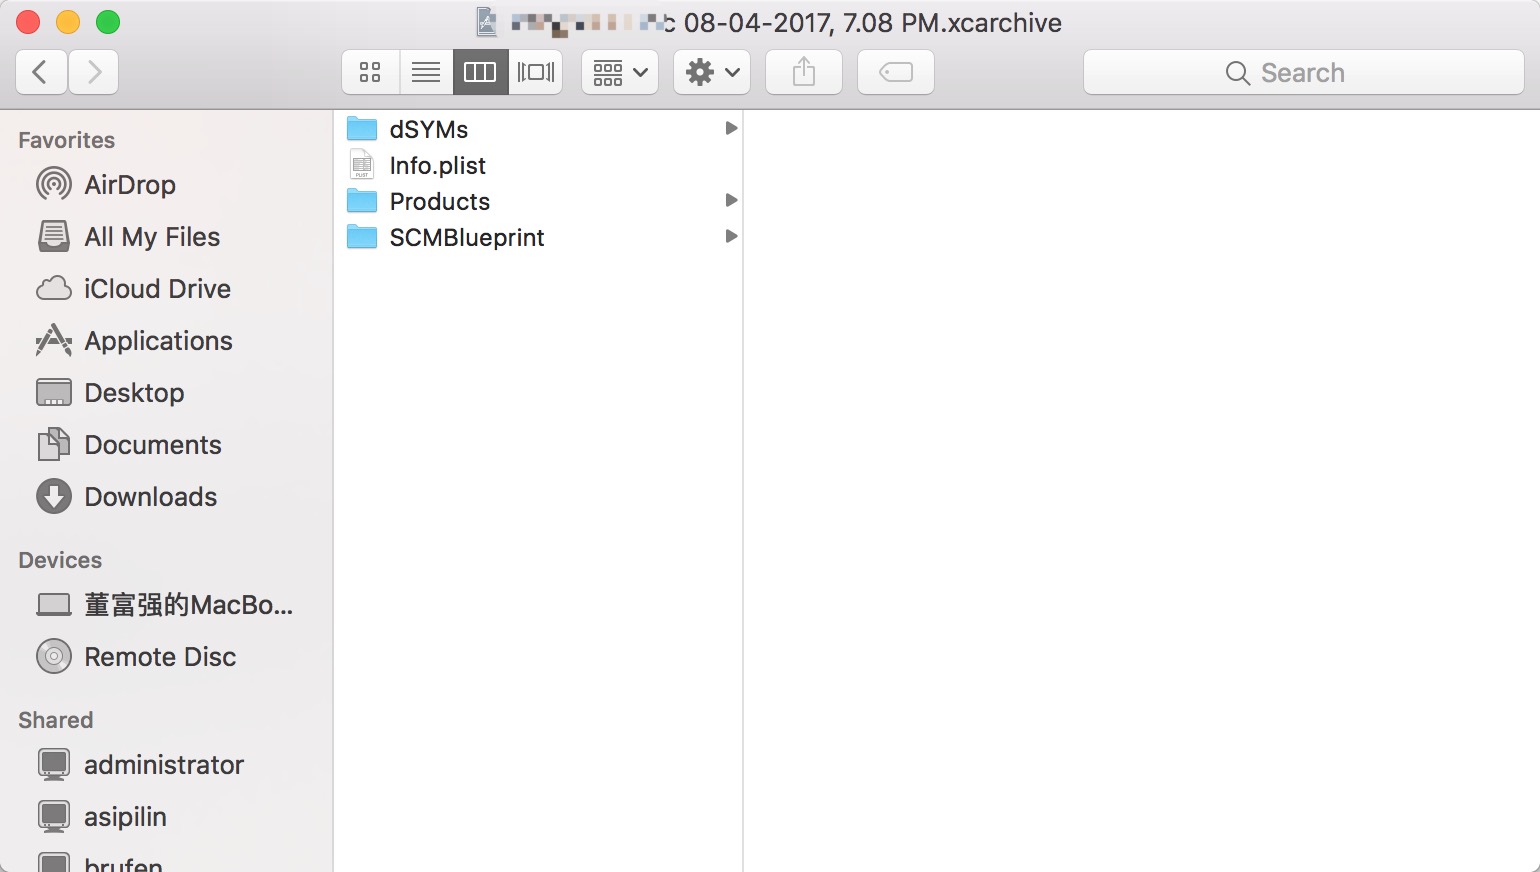 c 08-04-2017, 7.08 PM.xcarchive
Search
Favorites
AirDrop
All My Files
iCloud Drive
Applications
Desktop
Documents
Downloads
Devices
董富强的MacBo...
Remote Disc
Shared
administrator
asipilin
brufen
dSYMs
Info.plist
Products
SCMBlueprint